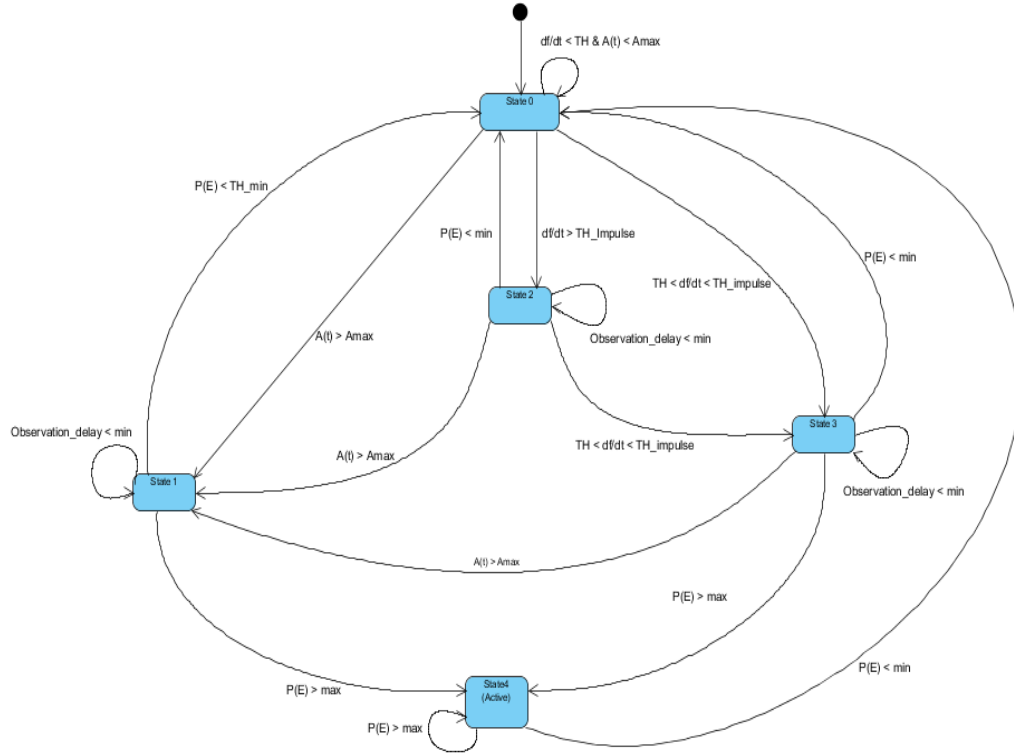 df/dt < TH & A(t) < Amax
State 0
P(E) < TH_min
P(E) < min
df/dt > TH_Impulse
P(E) < min
TH < df/dt < TH_impulse
State 2
A(t) > Amax
Observation_delay < min
State 3
Observation_delay < min
TH < df/dt < TH_impulse
A(t) > Amax
State 1
Observation_delay < min
A(t) > Amax
P(E) > max
P(E) < min
State4
(Active)
P(E) > max
P(E) > max